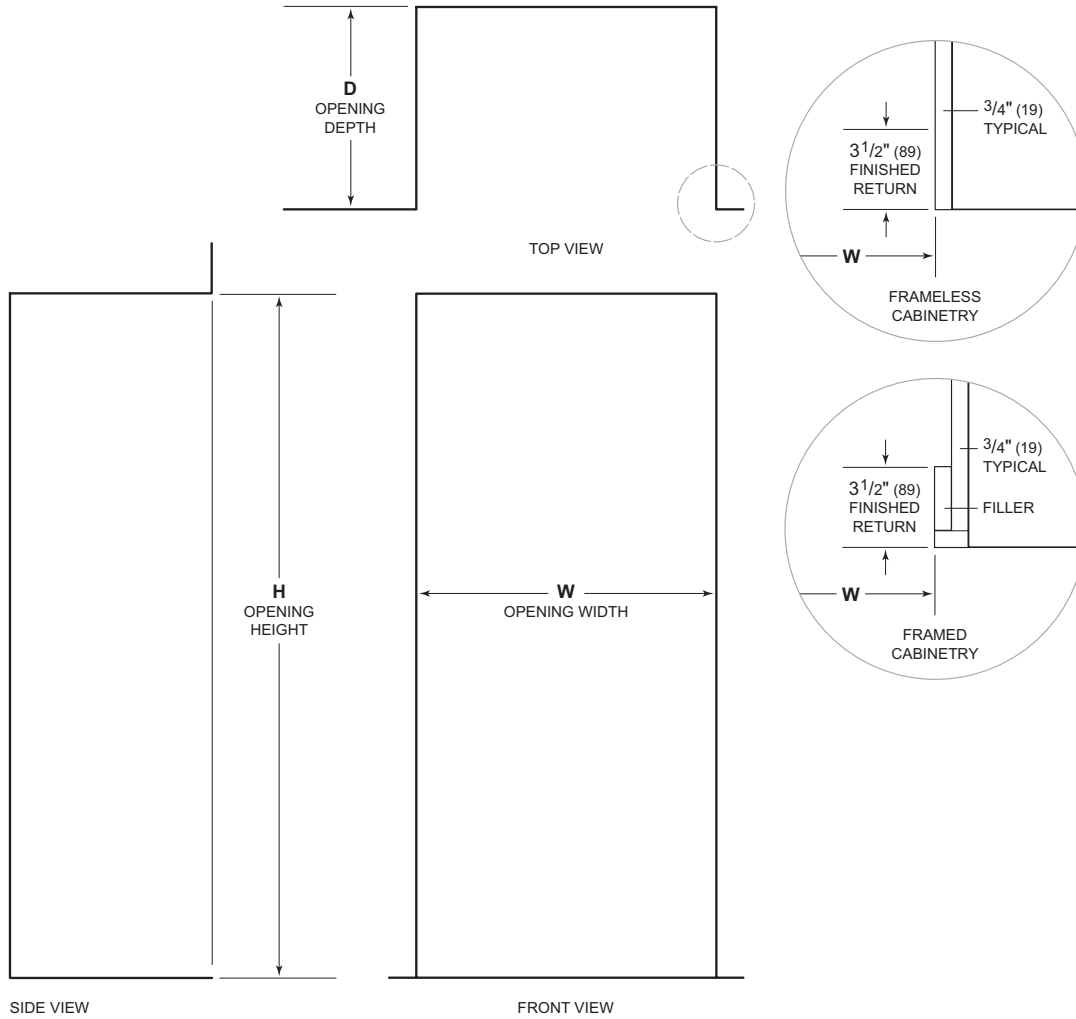 D
OPENING
DEPTH
TOP VIEW
3/4" (19)
TYPICAL
3 1/2" (89)
FINISHED
RETURN
W
FRAMELESS
CABINETRY
3/4" (19)
TYPICAL
3 1/2" (89)
FINISHED
RETURN
FILLER
W
FRAMED
CABINETRY
H
OPENING
HEIGHT
W
OPENING WIDTH
SIDE VIEW
FRONT VIEW